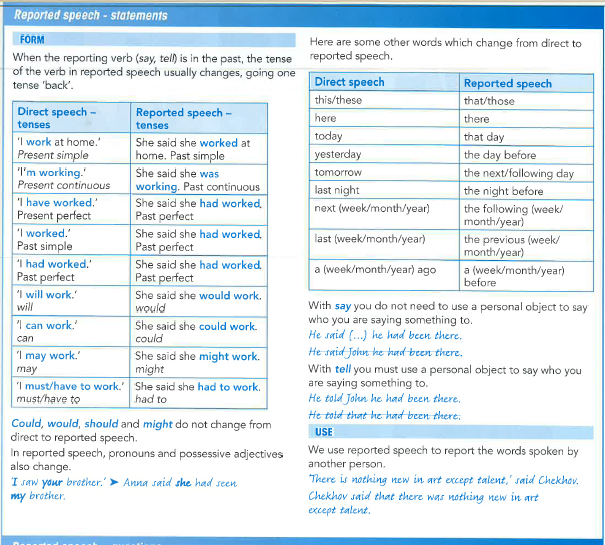 Reported speech - statements
FORM
When the reporting verb (say, tell) is in the past, the tense
of the verb in reported speech usually changes, going one
tense 'back'.
Direct speech – Reported speech –
tenses tenses
'I work at home.' She said she worked at
Present simple home. Past simple
'I'm working.' She said she was
Present continuous working. Past continuous
'I have worked.' She said she had worked.
Present perfect Past perfect
'I worked.' She said she had worked.
Past simple Past perfect
'I had worked.' She said she had worked.
Past perfect Past perfect
'I will work.' She said she would work.
will would
'I can work.' She said she could work.
can could
'I may work.' She said she might work.
may might
'I must/have to work.' She said she had to work.
must/have to had to
Could, would, should and might do not change from
direct to reported speech.
In reported speech, pronouns and possessive adjectives
also change.
'I saw your brother.' ➤ Anna said she had seen
my brother.
Here are some other words which change from direct to
reported speech.
Direct speech Reported speech
this/these that/those
here there
today that day
yesterday the day before
tomorrow the next/following day
last night the night before
next (week/month/year) the following (week/
month/year)
last (week/month/year) the previous (week/
month/year)
a (week/month/year) ago a (week/month/year)
before
With say you do not need to use a personal object to say
who you are saying something to.
He said (...) he had been there.
He said John he had been there.
With tell you must use a personal object to say who you
are saying something to.
He told John he had been there.
He told that he had been there.
USE
We use reported speech to report the words spoken by
another person.
'There is nothing new in art except talent,' said Chekhov.
Chekhov said that there was nothing new in art
except talent.
Reported speech - questions